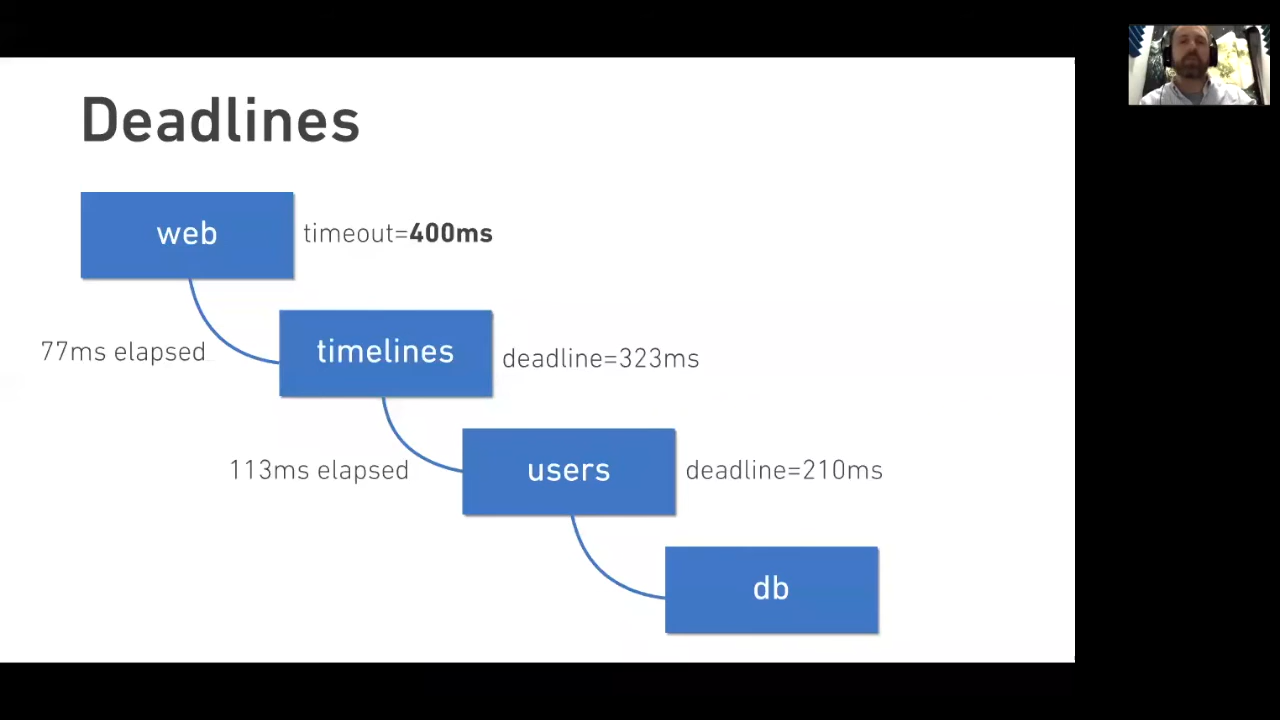 Deadlines
web
timeout=400ms
77ms elapsed
timelines
deadline=323ms
113ms elapsed
users
deadline=210ms
db